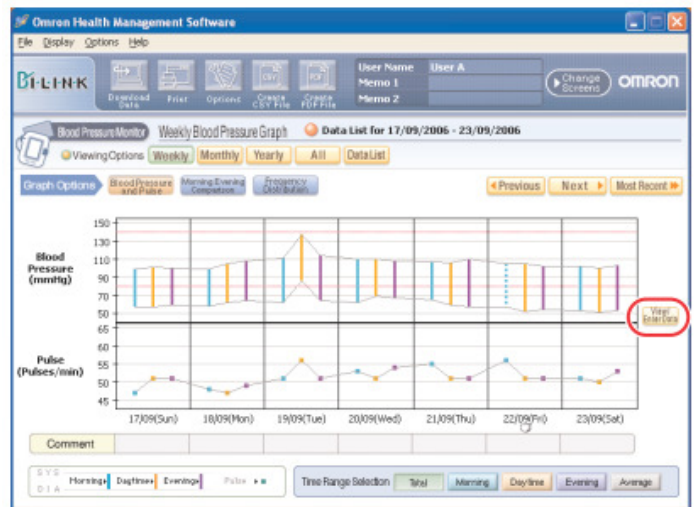 Omron Health Management Software
File Display Options Help
Bi-LINK
Download Data Print Options Create CSV File Create PDF File
User Name User A
Memo 1
Memo 2
Change Screens
OMRON
Blood Pressure Monitor Weekly Blood Pressure Graph Data List for 17/09/2006 - 23/09/2006
Viewing Options Weekly Monthly Yearly All Data List
Graph Options Blood Pressure and Pulse Morning/Evening Comparison Frequency Distribution Previous Next Most Recent
150
130
110
90
70
50
Blood Pressure (mmHg)
View/Enter Data
65
60
55
50
45
Pulse (Pulses/min)
17/09(Sun) 18/09(Mon) 19/09(Tue) 20/09(Wed) 21/09(Thu) 22/09(Fri) 23/09(Sat)
Comment
SYS
DIA
Morning Daytime Evening Pulse
Time Range Selection Total Morning Daytime Evening Average